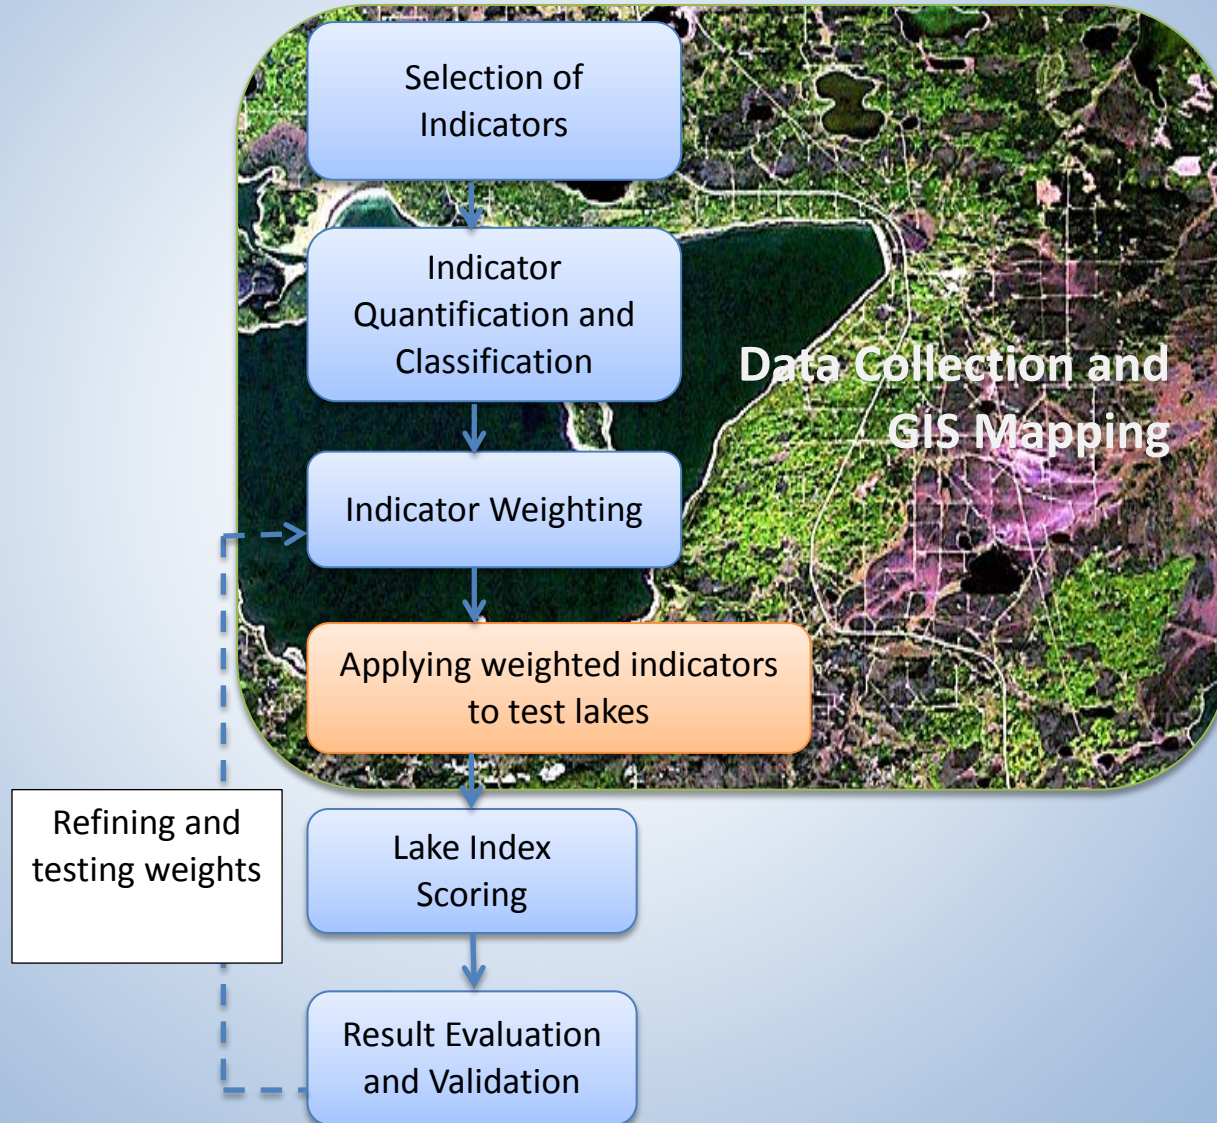 Selection of
Indicators
Indicator
Quantification and
Classification
Data Collection and
GIS Mapping
Indicator Weighting
Applying weighted indicators
to test lakes
Refining and
testing weights
Lake Index
Scoring
Result Evaluation
and Validation